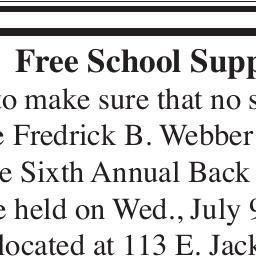 Free School Supp
to make sure that no s
e Fredrick B. Webber
e Sixth Annual Back
e held on Wed., July 9
located at 113 E. Jack